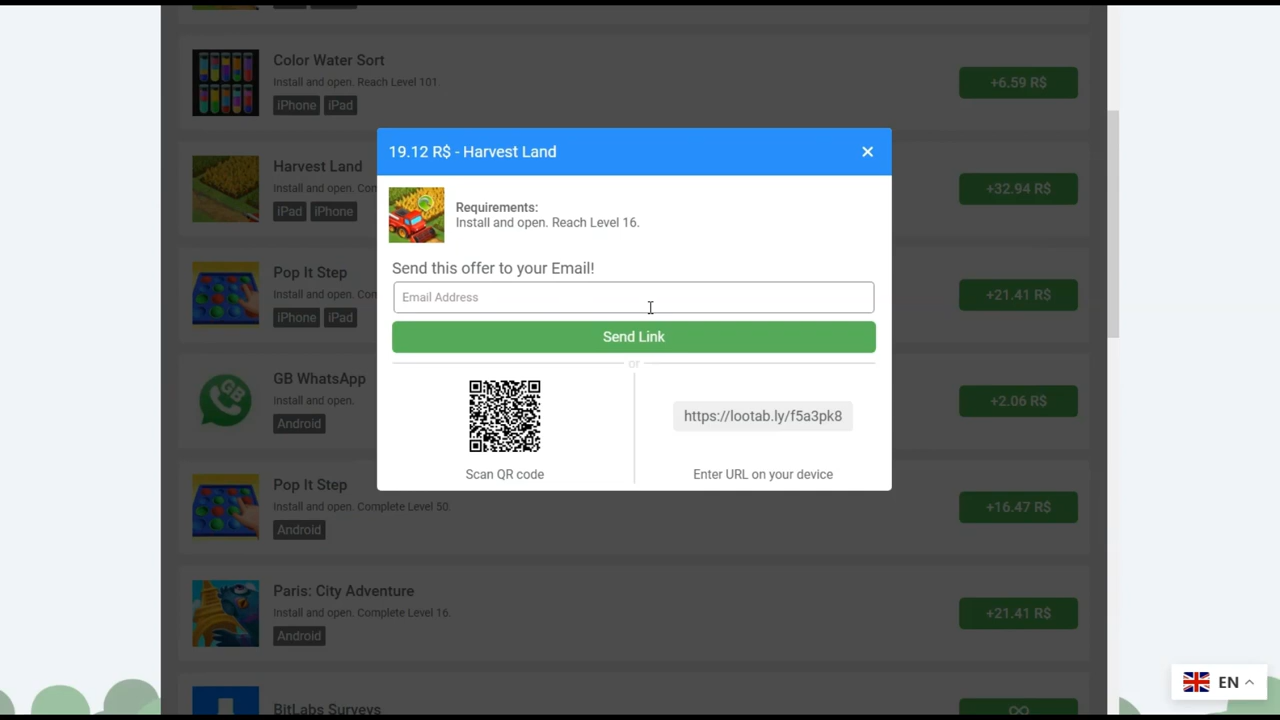 Color Water Sort
Install and open. Reach Level 101
iPhone iPad
+6.59 R$
19.12 R$ - Harvest Land
Requirements:
Install and open. Reach Level 16.
Send this offer to your Email!
Email Address
Send Link
or
Scan QR code
https://lootab.ly/f5a3pk8
Enter URL on your device
Harvest Land
Install and open. Com
iPad iPhone
+32.94 R$
Pop It Step
Install and open. Com
iPhone iPad
+21.41 R$
GB WhatsApp
Install and open.
Android
+2.06 R$
Pop It Step
Install and open. Complete Level 50
Android
+16.47 R$
Paris: City Adventure
Install and open. Complete Level 16.
Android
+21.41 R$
BitLabs Surveys
EN